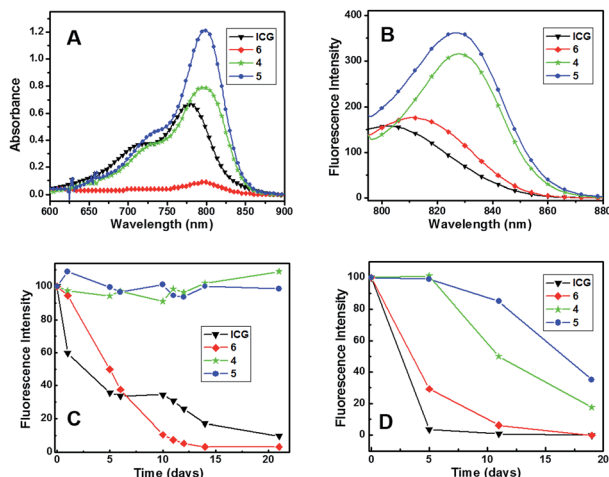 A
ICG
6
4
5
Absorbance
1.2
1.0
0.8
0.6
0.4
0.2
0.0
600 650 700 750 800 850 900
Wavelength (nm)
B
ICG
6
4
5
Fluorescence Intensity
400
300
200
100
0
800 820 840 860 880
Wavelength (nm)
C
ICG
6
4
5
Fluorescence Intensity
100
80
60
40
20
0
0 5 10 15 20
Time (days)
D
ICG
6
4
5
Fluorescence Intensity
100
80
60
40
20
0
0 5 10 15 20
Time (days)